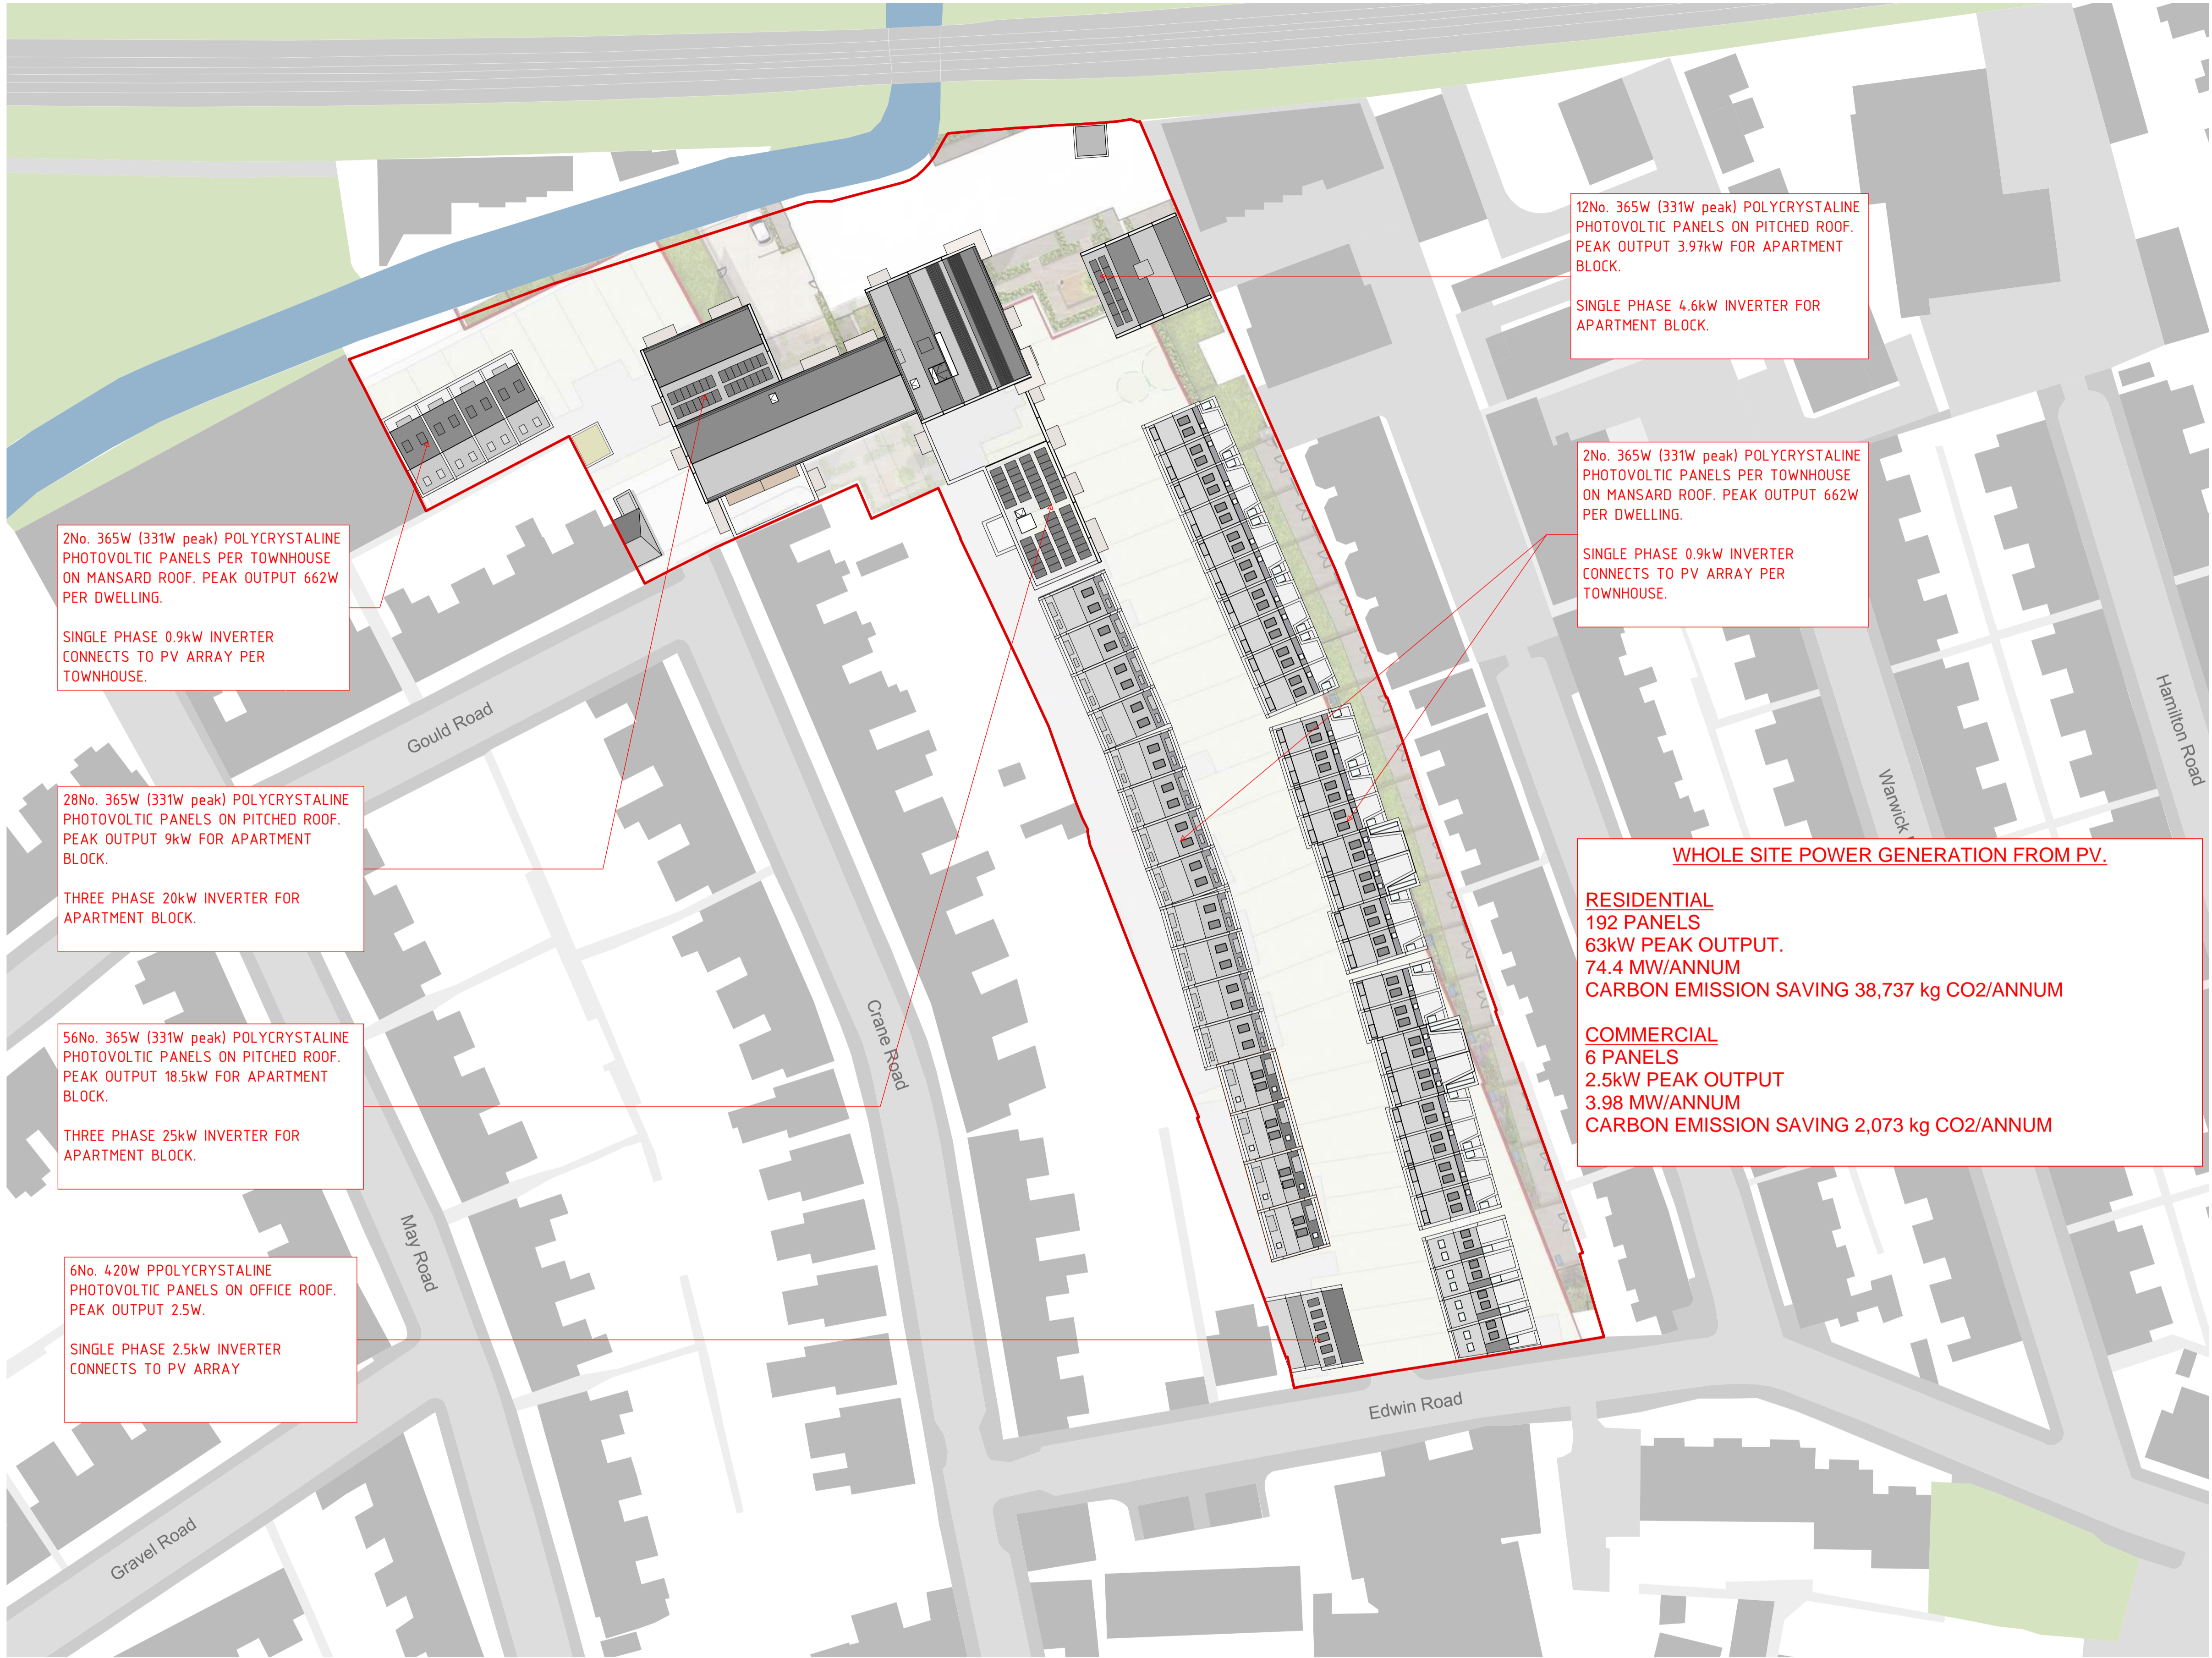 12No. 365W (331W peak) POLYCRYSTALINE
PHOTOVOLTIC PANELS ON PITCHED ROOF.
PEAK OUTPUT 3.97kW FOR APARTMENT
BLOCK.
SINGLE PHASE 4.6kW INVERTER FOR
APARTMENT BLOCK.
2No. 365W (331W peak) POLYCRYSTALINE
PHOTOVOLTIC PANELS PER TOWNHOUSE
ON MANSARD ROOF. PEAK OUTPUT 662W
PER DWELLING.
SINGLE PHASE 0.9kW INVERTER
CONNECTS TO PV ARRAY PER
TOWNHOUSE.
2No. 365W (331W peak) POLYCRYSTALINE
PHOTOVOLTIC PANELS PER TOWNHOUSE
ON MANSARD ROOF. PEAK OUTPUT 662W
PER DWELLING.
SINGLE PHASE 0.9kW INVERTER
CONNECTS TO PV ARRAY PER
TOWNHOUSE.
28No. 365W (331W peak) POLYCRYSTALINE
PHOTOVOLTIC PANELS ON PITCHED ROOF.
PEAK OUTPUT 9kW FOR APARTMENT
BLOCK.
THREE PHASE 20kW INVERTER FOR
APARTMENT BLOCK.
56No. 365W (331W peak) POLYCRYSTALINE
PHOTOVOLTIC PANELS ON PITCHED ROOF.
PEAK OUTPUT 18.5kW FOR APARTMENT
BLOCK.
THREE PHASE 25kW INVERTER FOR
APARTMENT BLOCK.
6No. 420W PPOLYCRYSTALINE
PHOTOVOLTIC PANELS ON OFFICE ROOF.
PEAK OUTPUT 2.5W.
SINGLE PHASE 2.5kW INVERTER
CONNECTS TO PV ARRAY
WHOLE SITE POWER GENERATION FROM PV.
RESIDENTIAL
192 PANELS
63kW PEAK OUTPUT.
74.4 MW/ANNUM
CARBON EMISSION SAVING 38,737 kg CO2/ANNUM
COMMERCIAL
6 PANELS
2.5kW PEAK OUTPUT
3.98 MW/ANNUM
CARBON EMISSION SAVING 2,073 kg CO2/ANNUM
Gould Road
Crane Road
May Road
Gravel Road
Edwin Road
Warwick
Hamilton Road